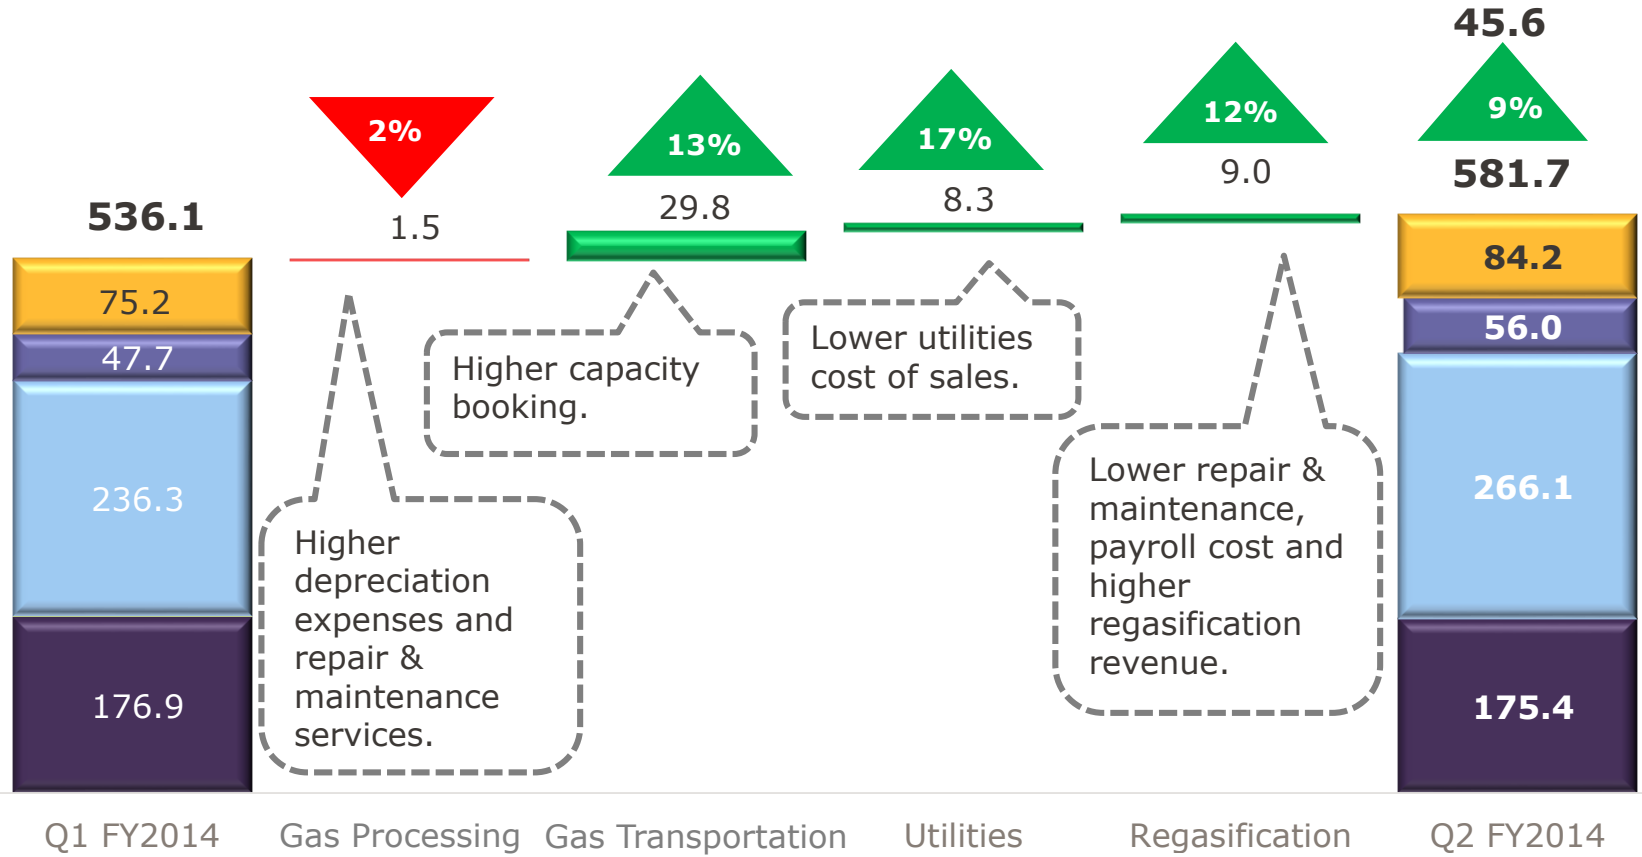 45.6
2%
13%
17%
12%
9%
536.1
1.5
29.8
8.3
9.0
581.7
75.2
47.7
236.3
176.9
Higher
depreciation
expenses and
repair &
maintenance
services.
Higher capacity
booking.
Lower utilities
cost of sales.
Lower repair &
maintenance,
payroll cost and
higher
regasification
revenue.
84.2
56.0
266.1
175.4
Q1 FY2014
Gas Processing
Gas Transportation
Utilities
Regasification
Q2 FY2014